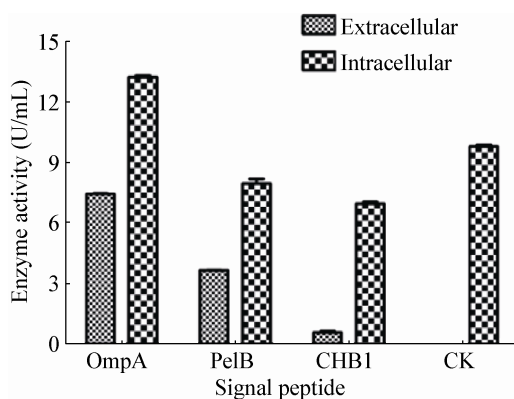 Extracellular
Intracellular
Enzyme activity (U/mL)
15
12
9
6
3
0
OmpA PelB CHB1 CK
Signal peptide